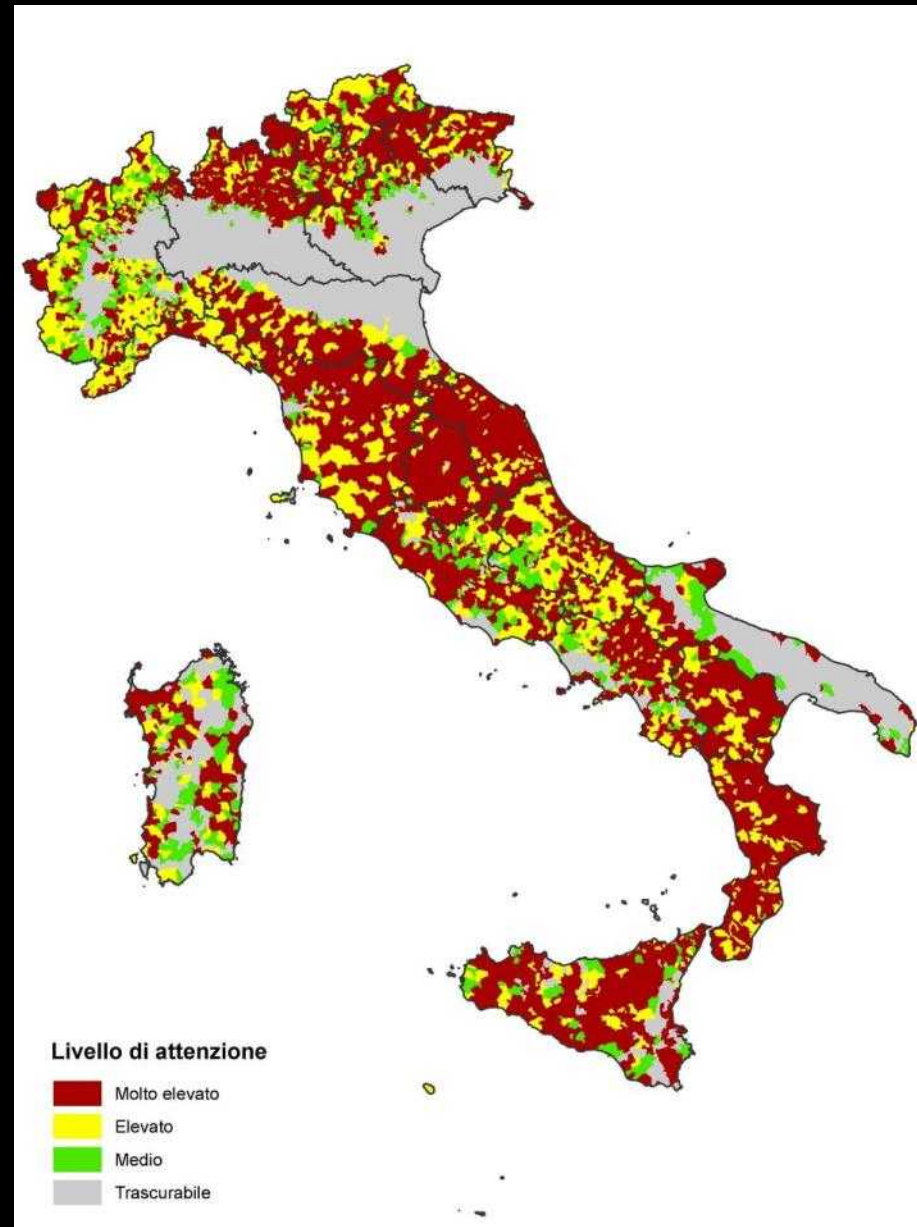 Livello di attenzione
Molto elevato
Elevato
Medio
Trascurabile